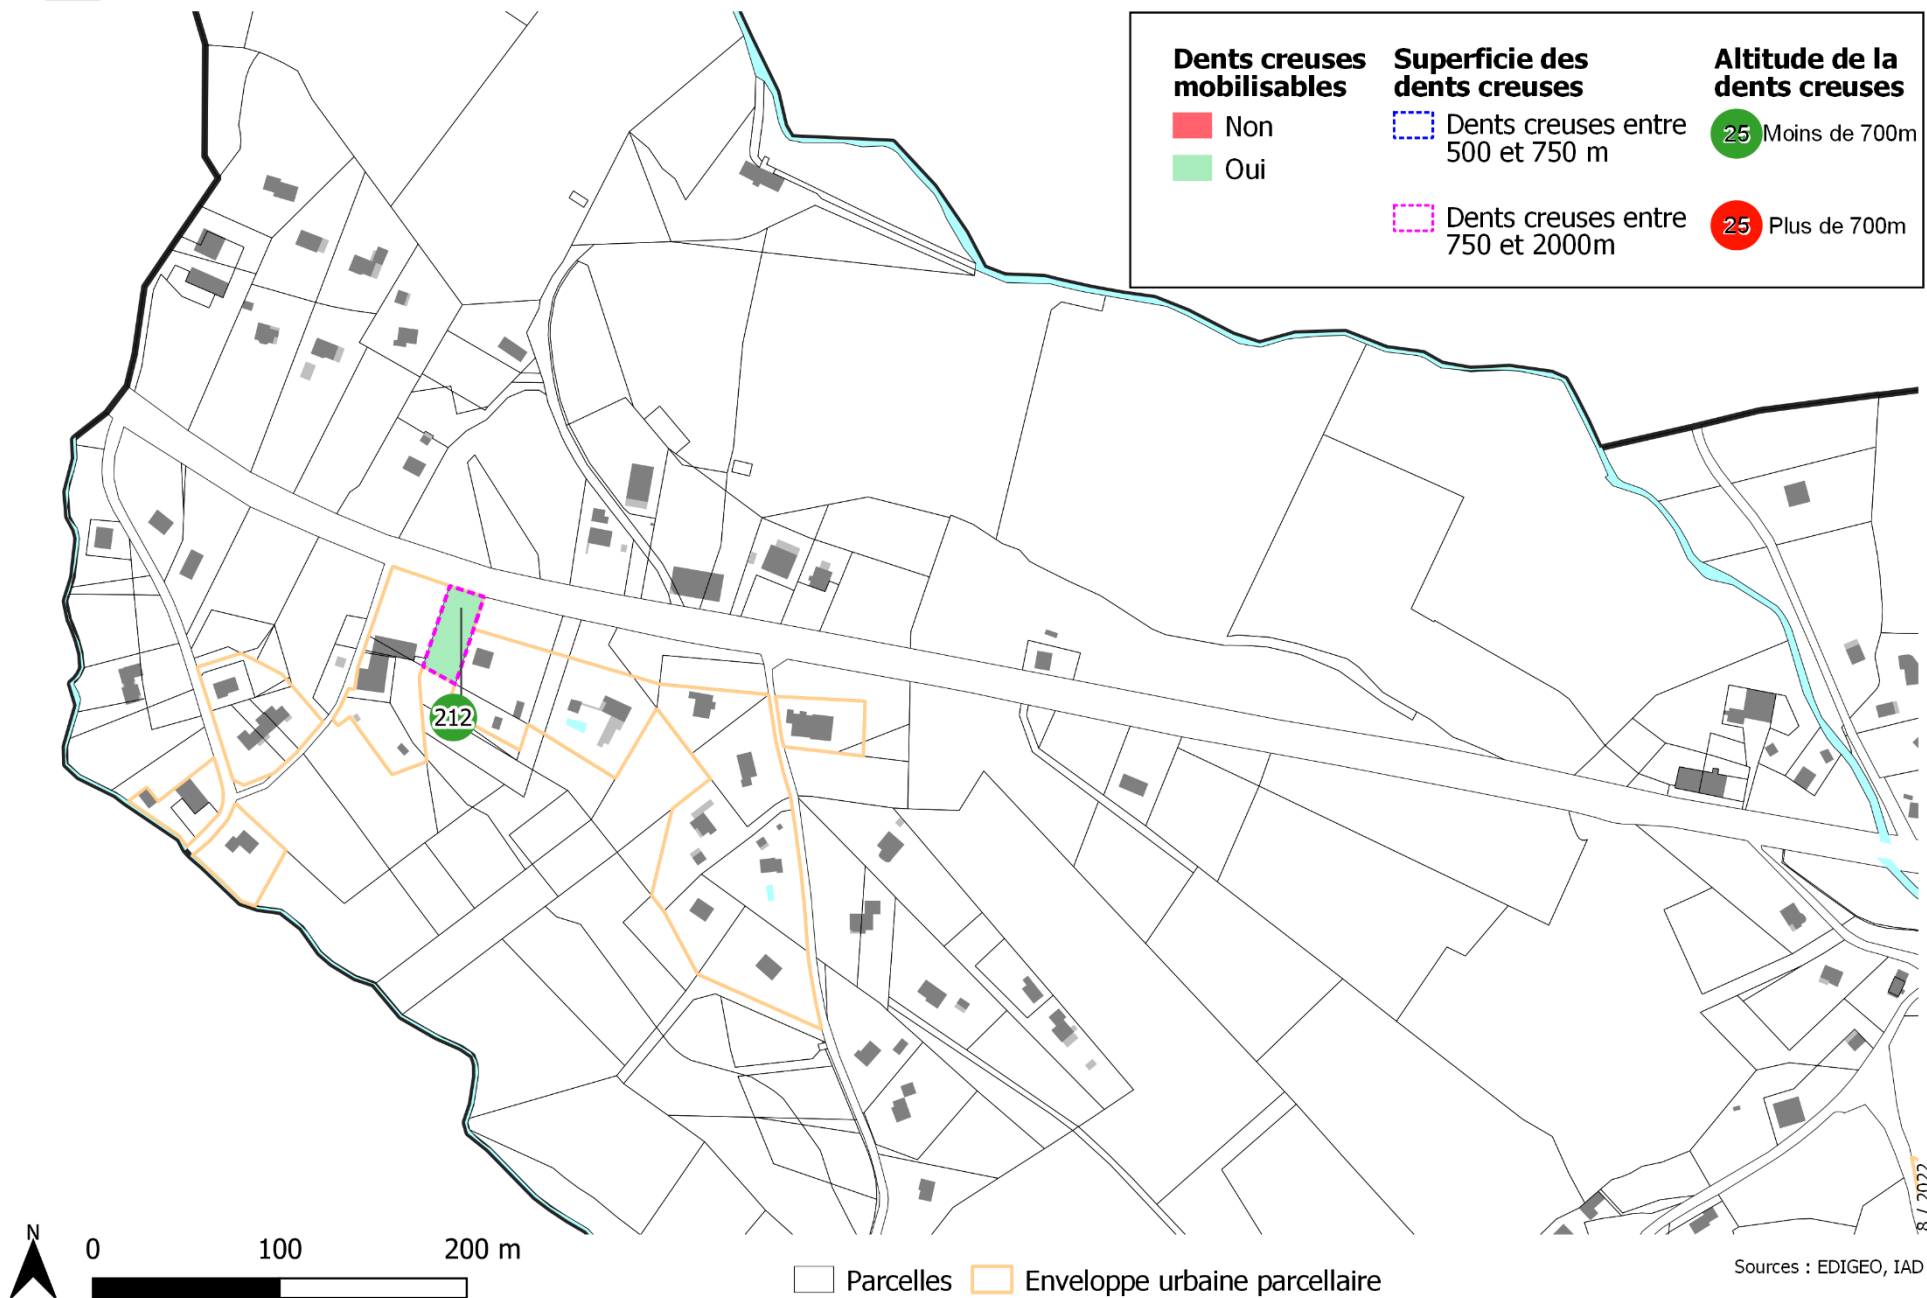 Dents creuses
mobilisables
Non
Oui
Superficie des
dents creuses
Dents creuses entre
500 et 750 m
Dents creuses entre
750 et 2000m
Altitude de la
dents creuses
25 Moins de 700m
25 Plus de 700m
212
8 / 2022
N
0 100 200 m
Parcelles
Enveloppe urbaine parcellaire
Sources : EDIGEO, IAD